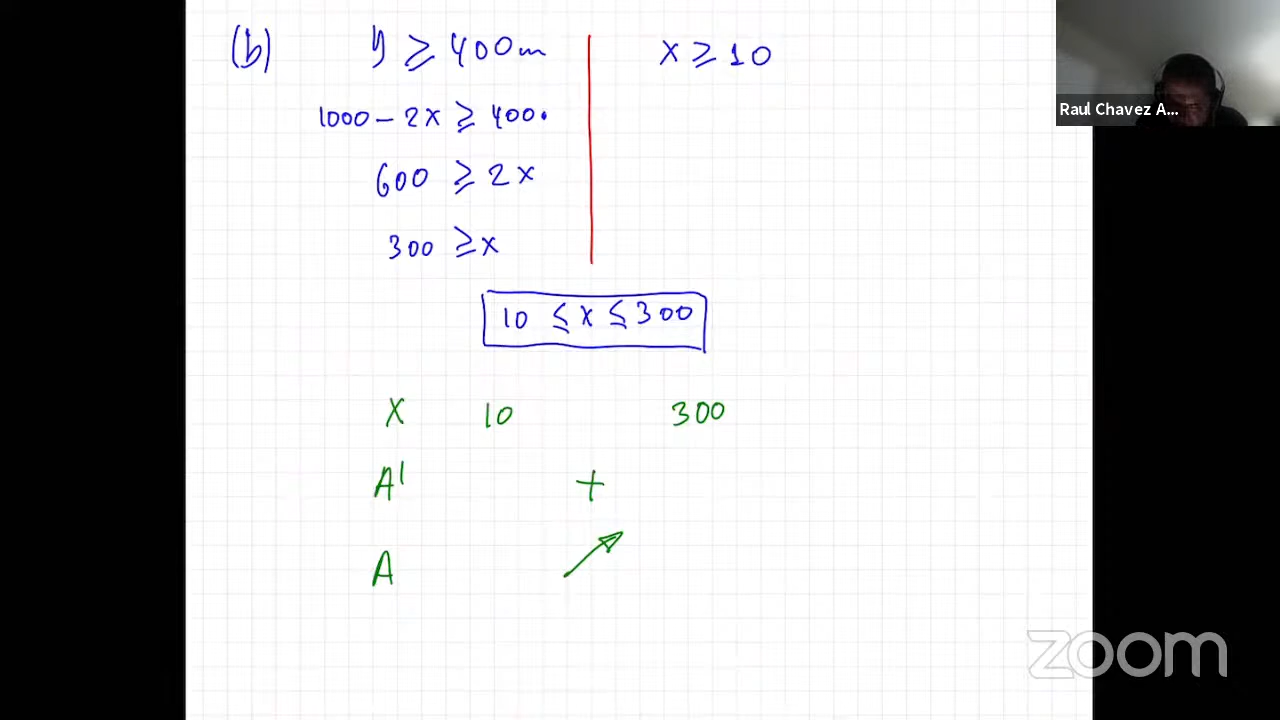 (b) y ≥ 400m x ≥ 10
Raul Chavez A...
1000 - 2x ≥ 400.
600 ≥ 2x
300 ≥ x
10 ≤ x ≤ 300
X 10 300
A' +
A ↗
zoom